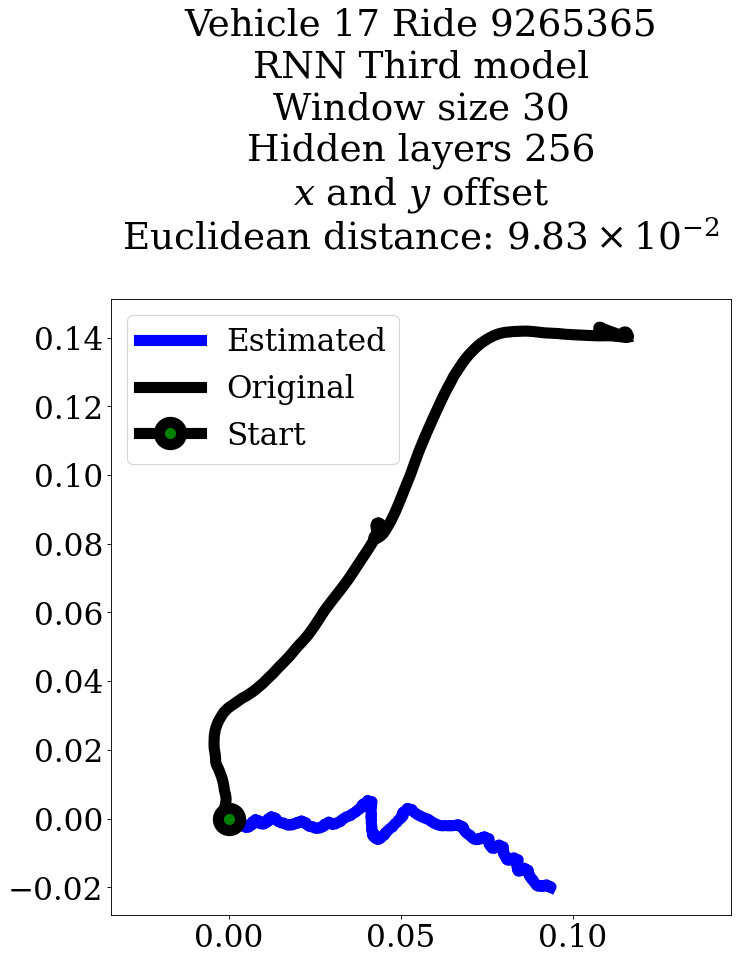 Vehicle 17 Ride 9265365
RNN Third model
Window size 30
Hidden layers 256
x and y offset
Euclidean distance: 9.83 × 10⁻²
Estimated
Original
Start
0.14
0.12
0.10
0.08
0.06
0.04
0.02
0.00
−0.02
0.00 0.05 0.10